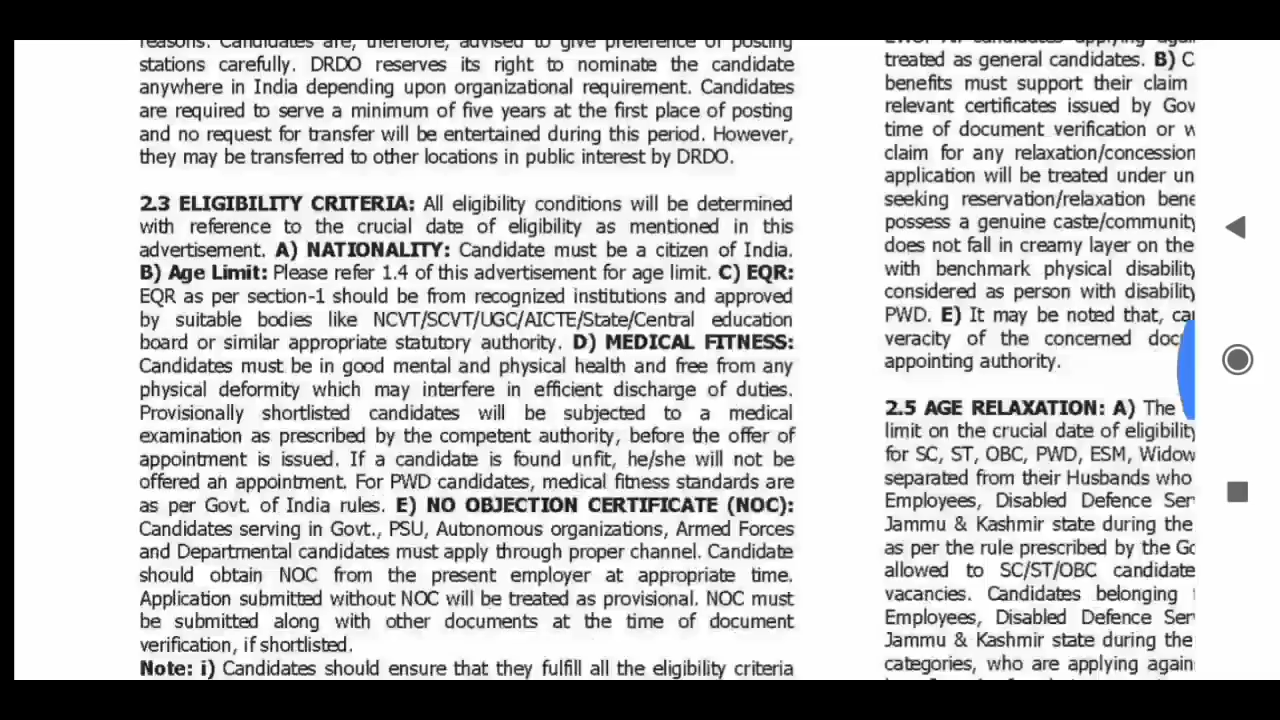 reasons. Candidates are, therefore, advised to give preference of posting
stations carefully. DRDO reserves its right to nominate the candidate
anywhere in India depending upon organizational requirement. Candidates
are required to serve a minimum of five years at the first place of posting
and no request for transfer will be entertained during this period. However,
they may be transferred to other locations in public interest by DRDO.
2.3 ELIGIBILITY CRITERIA: All eligibility conditions will be determined
with reference to the crucial date of eligibility as mentioned in this
advertisement. A) NATIONALITY: Candidate must be a citizen of India.
B) Age Limit: Please refer 1.4 of this advertisement for age limit. C) EQR:
EQR as per section-1 should be from recognized institutions and approved
by suitable bodies like NCVT/SCVT/UGC/AICTE/State/Central education
board or similar appropriate statutory authority. D) MEDICAL FITNESS:
Candidates must be in good mental and physical health and free from any
physical deformity which may interfere in efficient discharge of duties.
Provisionally shortlisted candidates will be subjected to a medical
examination as prescribed by the competent authority, before the offer of
appointment is issued. If a candidate is found unfit, he/she will not be
offered an appointment. For PWD candidates, medical fitness standards are
as per Govt. of India rules. E) NO OBJECTION CERTIFICATE (NOC):
Candidates serving in Govt., PSU, Autonomous organizations, Armed Forces
and Departmental candidates must apply through proper channel. Candidate
should obtain NOC from the present employer at appropriate time.
Application submitted without NOC will be treated as provisional. NOC must
be submitted along with other documents at the time of document
verification, if shortlisted.
Note: i) Candidates should ensure that they fulfill all the eligibility criteria
candidates applying
treated as general candidates. B) C
benefits must support their claim
relevant certificates issued by Gov
time of document verification or w
claim for any relaxation/concession
application will be treated under un
seeking reservation/relaxation bene
possess a genuine caste/community
does not fall in creamy layer on the
with benchmark physical disability
considered as person with disability
PWD. E) It may be noted that, ca
veracity of the concerned doc
appointing authority.
2.5 AGE RELAXATION: A) The
limit on the crucial date of eligibility
for SC, ST, OBC, PWD, ESM, Widow
separated from their Husbands who
Employees, Disabled Defence Ser
Jammu & Kashmir state during the
as per the rule prescribed by the Go
allowed to SC/ST/OBC candidate
vacancies. Candidates belonging
Employees, Disabled Defence Ser
Jammu & Kashmir state during the
categories, who are applying again